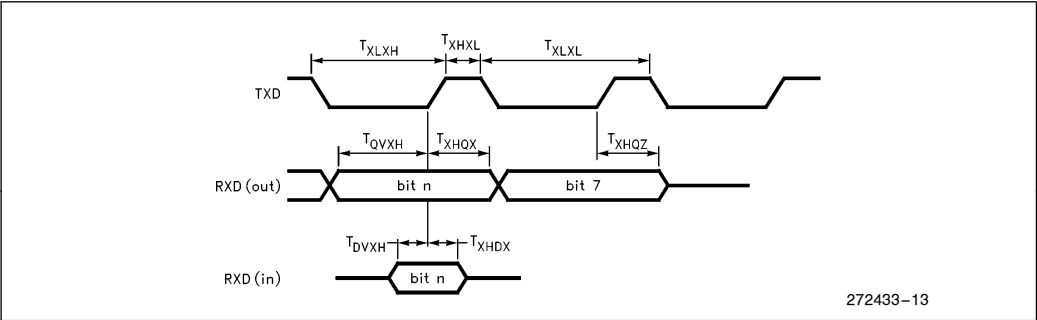 TXLXH TXHXL TXLXL
TXD
TQVXH TXHQX TXHQZ
RXD (out) bit n bit 7
TDVXH TXHDX
RXD (in) bit n
272433-13